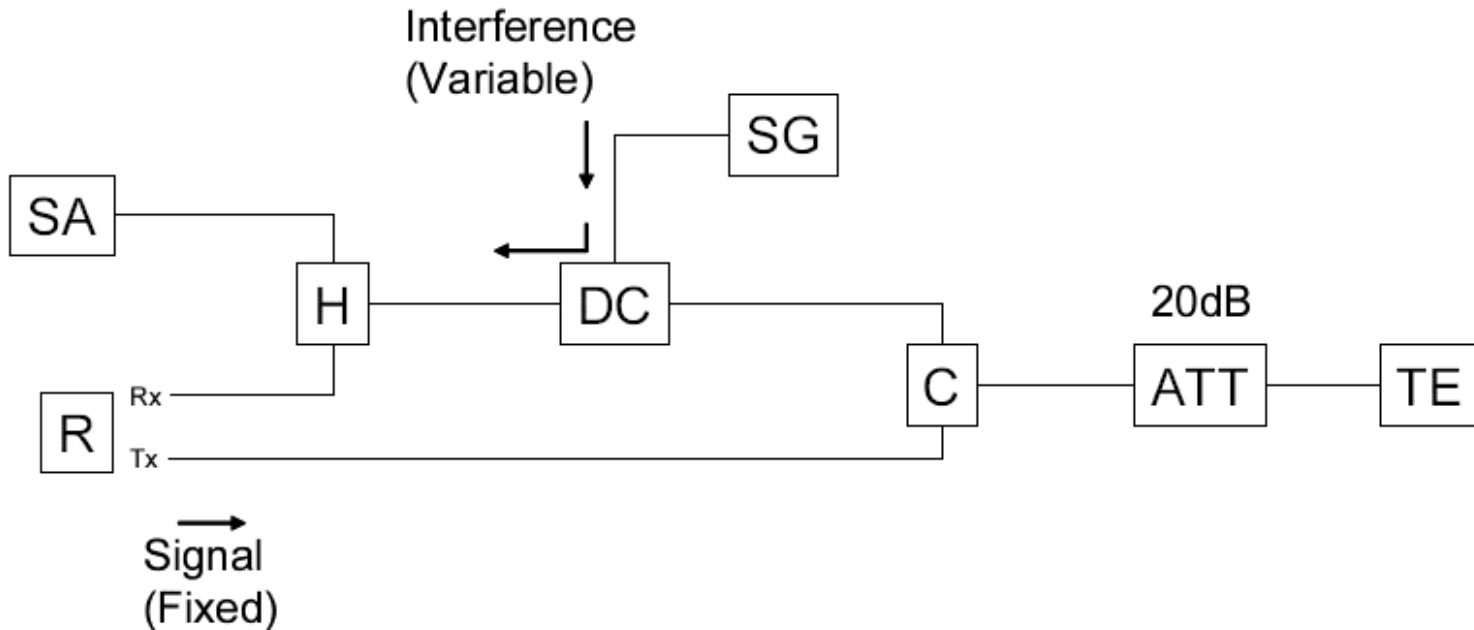 Interference
(Variable)
SG
SA
H
DC
20dB
C
ATT
TE
R
Rx
Tx
Signal
(Fixed)